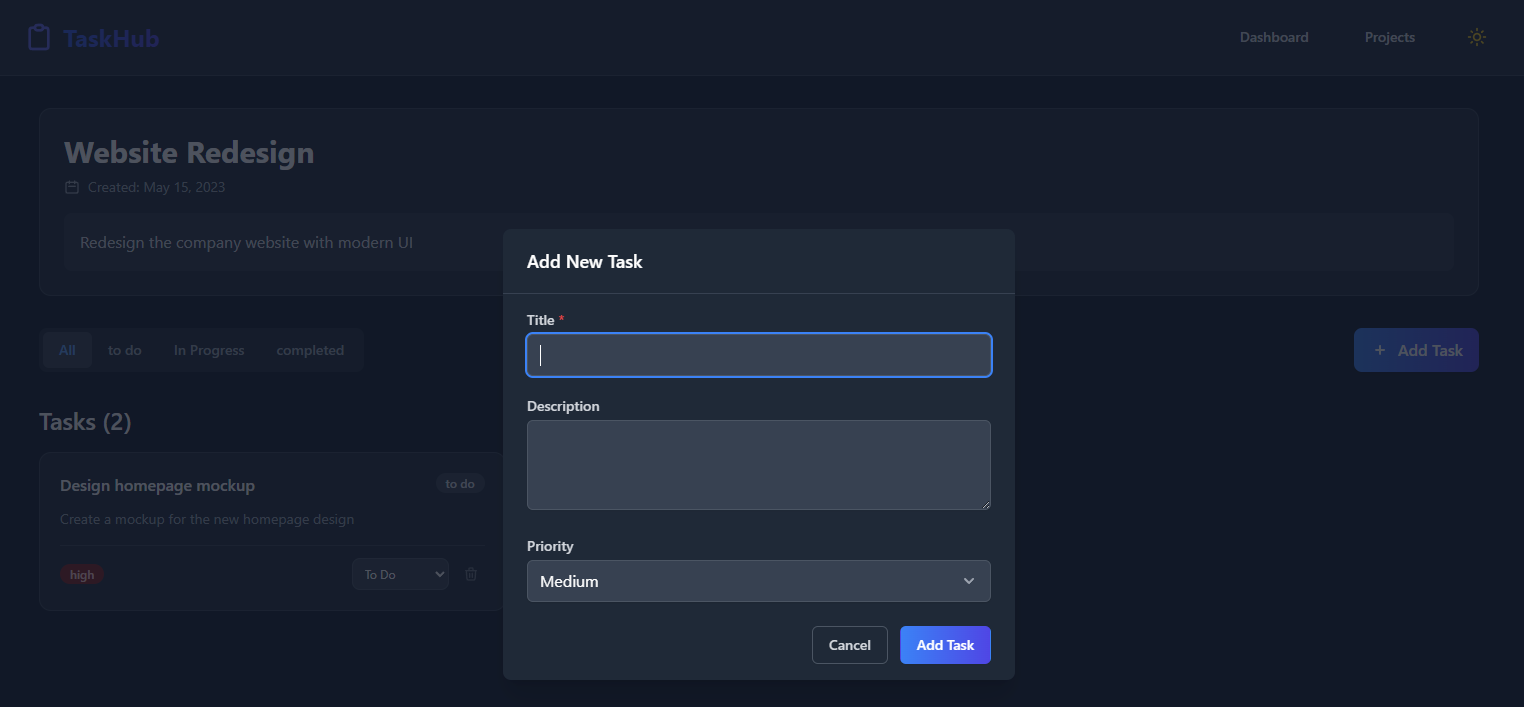 TaskHub
Dashboard
Projects
Website Redesign
Created: May 15, 2023
Redesign the company website with modern UI
All
to do
In Progress
completed
+ Add Task
Tasks (2)
Design homepage mockup
to do
Create a mockup for the new homepage design
high
To Do
Add New Task
Title *
Description
Priority
Medium
Cancel
Add Task